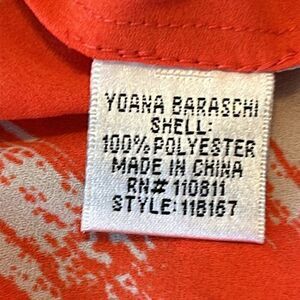 YOANA BARASCHI
SHELL:
100% POLYESTER
MADE IN CHINA
RN# 110811
STYLE: 11B167